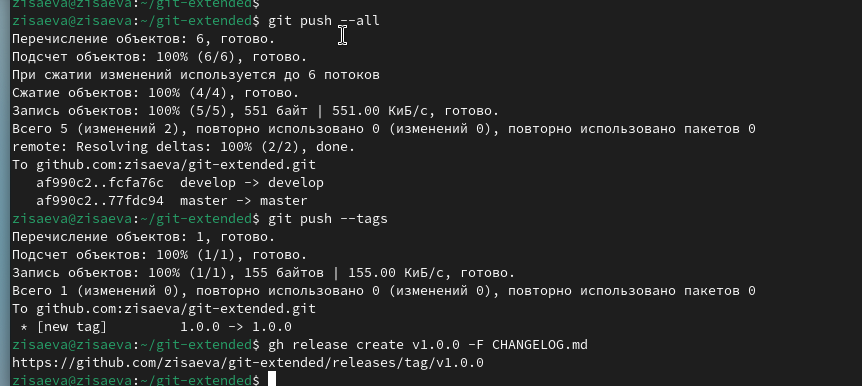 zisaeva@zisaeva:~/git-extended$
zisaeva@zisaeva:~/git-extended$ git push --all
Перечисление объектов: 6, готово.
Подсчет объектов: 100% (6/6), готово.
При сжатии изменений используется до 6 потоков
Сжатие объектов: 100% (4/4), готово.
Запись объектов: 100% (5/5), 551 байт | 551.00 КиБ/с, готово.
Всего 5 (изменений 2), повторно использовано 0 (изменений 0), повторно использовано пакетов 0
remote: Resolving deltas: 100% (2/2), done.
To github.com:zisaeva/git-extended.git
   af990c2..fcfa76c  develop -> develop
   af990c2..77fdc94  master -> master
zisaeva@zisaeva:~/git-extended$ git push --tags
Перечисление объектов: 1, готово.
Подсчет объектов: 100% (1/1), готово.
Запись объектов: 100% (1/1), 155 байтов | 155.00 КиБ/с, готово.
Всего 1 (изменений 0), повторно использовано 0 (изменений 0), повторно использовано пакетов 0
To github.com:zisaeva/git-extended.git
 * [new tag]         1.0.0 -> 1.0.0
zisaeva@zisaeva:~/git-extended$ gh release create v1.0.0 -F CHANGELOG.md
https://github.com/zisaeva/git-extended/releases/tag/v1.0.0
zisaeva@zisaeva:~/git-extended$